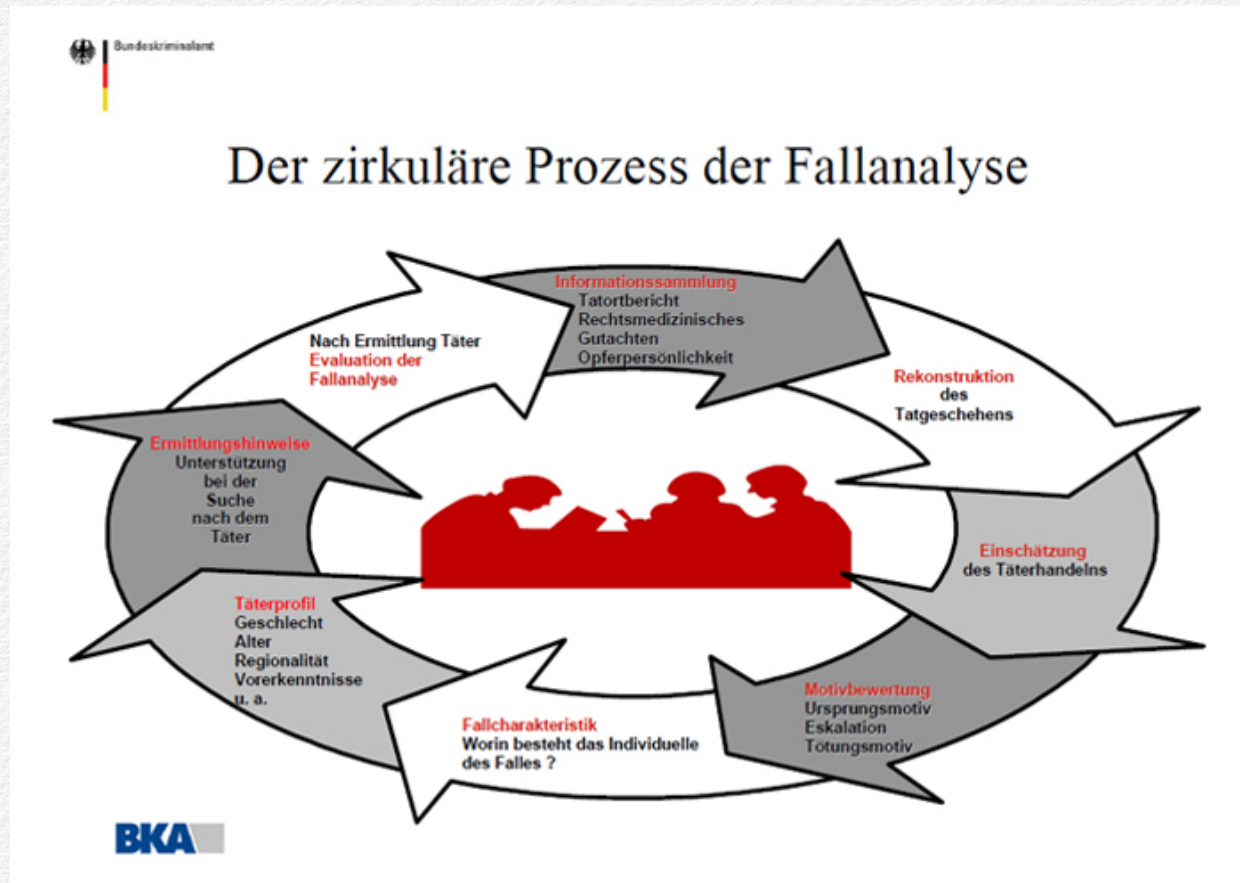 Bundeskriminalamt
Der zirkuläre Prozess der Fallanalyse
Informationssammlung
Tatortbericht
Rechtsmedizinisches
Gutachten
Opferpersönlichkeit
Rekonstruktion
des
Tatgeschehens
Einschätzung
des Täterhandelns
Motivbewertung
Ursprungsmotiv
Eskalation
Tötungsmotiv
Fallcharakteristik
Worin besteht das Individuelle
des Falles ?
Täterprofil
Geschlecht
Alter
Regionalität
Vorerkenntnisse
u. a.
Ermittlungshinweise
Unterstützung
bei der
Suche
nach dem
Täter
Nach Ermittlung Täter
Evaluation der
Fallanalyse
BKA